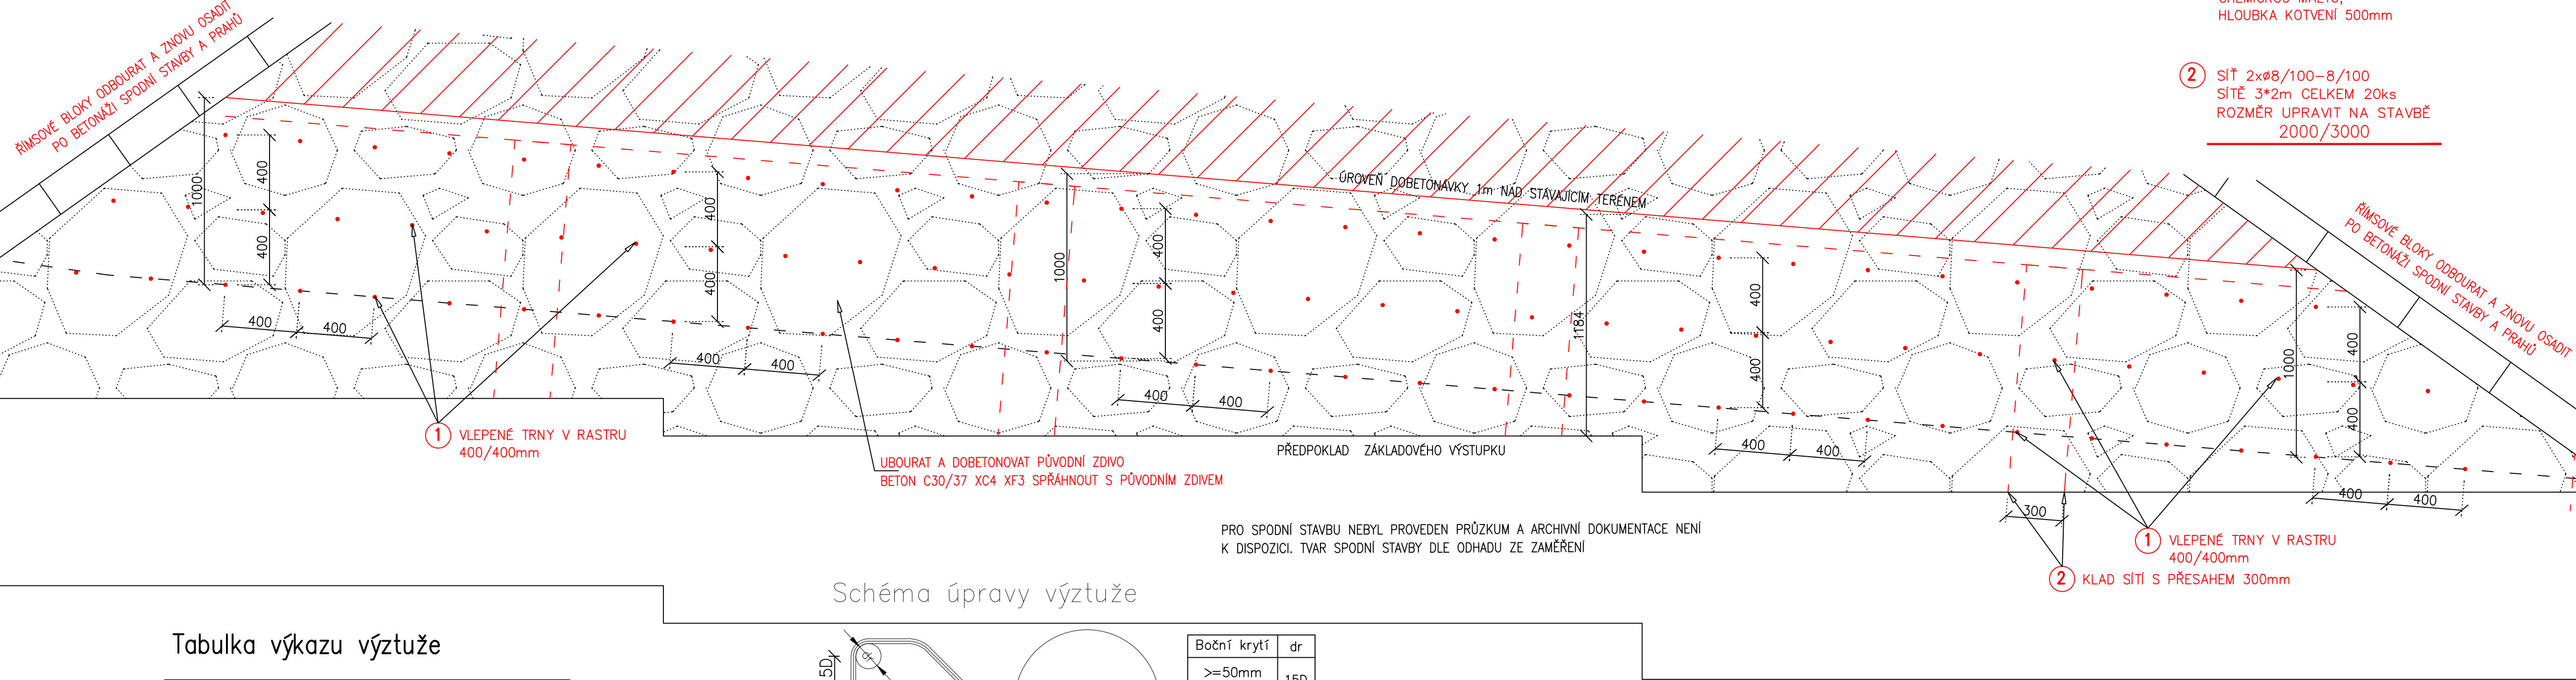 ŘÍMSOVÉ BLOKY ODBOURAT A ZNOVU OSADIT
PO BETONÁŽI SPODNÍ STAVBY A PRAHŮ
HLOUBKA KOTVENÍ 500mm
2 SÍŤ 2xø8/100–8/100
SÍTĚ 3*2m CELKEM 20ks
ROZMĚR UPRAVIT NA STAVBĚ
2000/3000
ŘÍMSOVÉ BLOKY ODBOURAT A ZNOVU OSADIT
PO BETONÁŽI SPODNÍ STAVBY A PRAHŮ
ÚROVEŇ DOBETONÁVKY 1m NAD STÁVAJÍCÍM TERÉNEM
1000
400
400
400
400
400
400
400
400
1000
400
400
400
400
1184
400
400
400
400
1000
400
400
400
400
300
1 VLEPENÉ TRNY V RASTRU
400/400mm
UBOURAT A DOBETONOVAT PŮVODNÍ ZDIVO
BETON C30/37 XC4 XF3 SPŘÁHNOUT S PŮVODNÍM ZDIVEM
PŘEDPOKLAD ZÁKLADOVÉHO VÝSTUPKU
PRO SPODNÍ STAVBU NEBYL PROVEDEN PRŮZKUM A ARCHIVNÍ DOKUMENTACE NENÍ
K DISPOZICI. TVAR SPODNÍ STAVBY DLE ODHADU ZE ZAMĚŘENÍ
1 VLEPENÉ TRNY V RASTRU
400/400mm
2 KLAD SÍTÍ S PŘESAHEM 300mm
Schéma úpravy výztuže
Tabulka výkazu výztuže
5D
dr
Boční krytí dr
>=50mm
15D